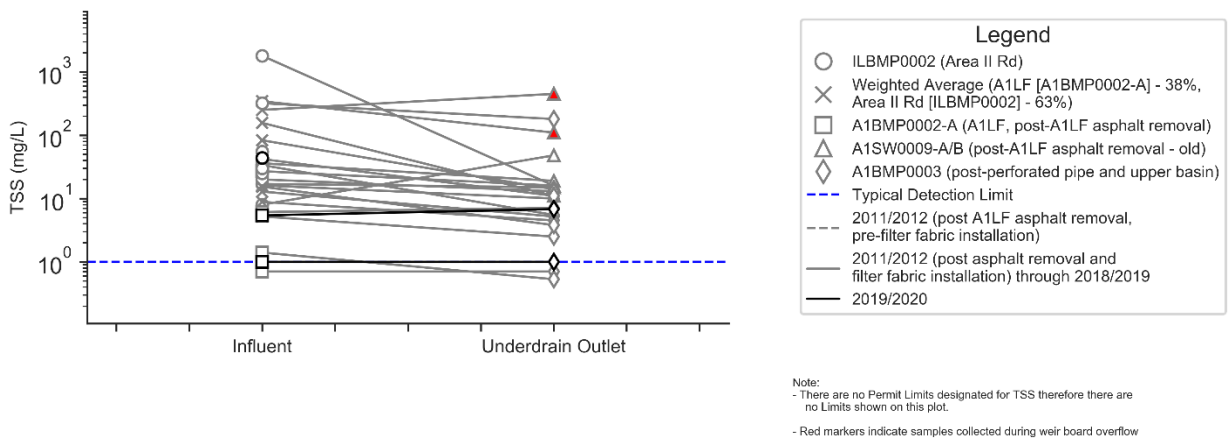 TSS (mg/L)
10³
10²
10¹
10⁰
Influent
Underdrain Outlet
Legend
ILBMP0002 (Area II Rd)
Weighted Average (A1LF [A1BMP0002-A] - 38%,
Area II Rd [ILBMP0002] - 63%)
A1BMP0002-A (A1LF, post-A1LF asphalt removal)
A1SW0009-A/B (post-A1LF asphalt removal - old)
A1BMP0003 (post-perforated pipe and upper basin)
Typical Detection Limit
2011/2012 (post A1LF asphalt removal,
pre-filter fabric installation)
2011/2012 (post asphalt removal and
filter fabric installation) through 2018/2019
2019/2020
Note:
- There are no Permit Limits designated for TSS therefore there are
no Limits shown on this plot.
- Red markers indicate samples collected during weir board overflow